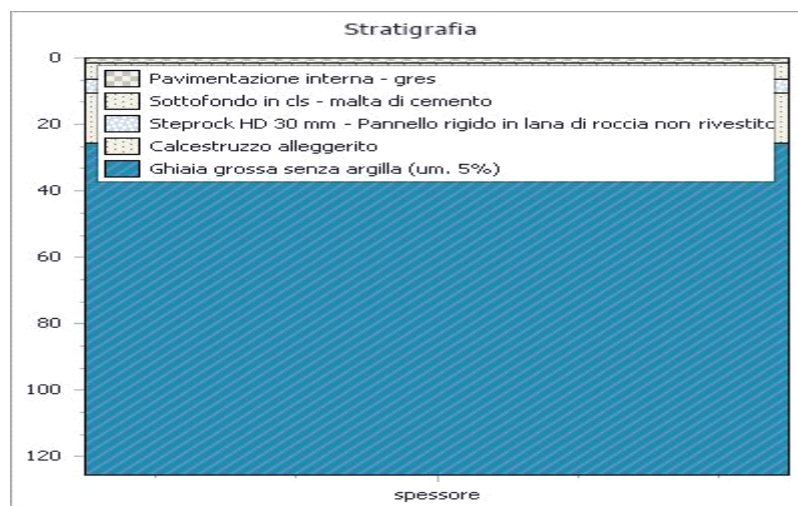 Stratigrafia
0
Pavimentazione interna - gres
Sottofondo in cls - malta di cemento
20
Steprock HD 30 mm - Pannello rigido in lana di roccia non rivestito
Calcestruzzo alleggerito
Ghiaia grossa senza argilla (um. 5%)
40
60
80
100
120
spessore